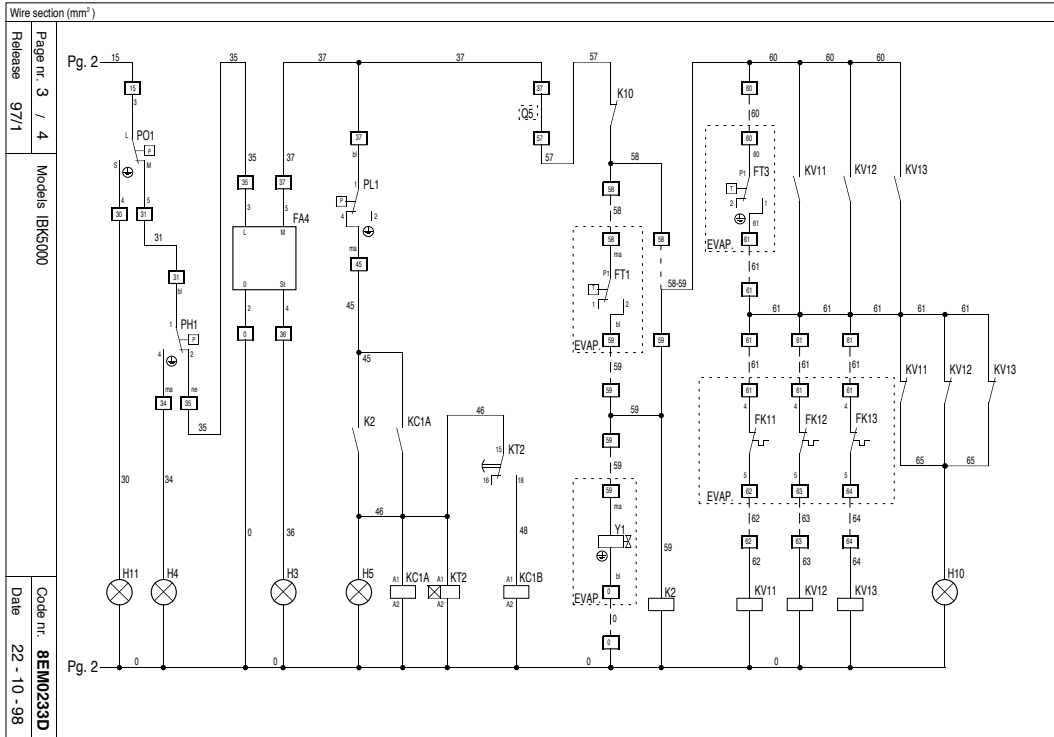 Wire section (mm²)
Page nr. 3 / 4
Release 97/1
Models IBK5000
Code nr. 8EM0233D
Date 22 - 10 - 98
Pg. 2 15 35 37 37 57 60 60 60
15 37 60
3 Q5 K10 60
L PO1 P 37 57 60
S M bl 57 58 60
4 5 35 37 PL1 P1 FT3 KV11 KV12 KV13
30 31 35 37 1 58 T
3 5 P 58 2 1
31 FA4 4 2 58 58 61
L M ma ma EVAP. 61
31 45 P1 FT1 58-59 61
bl 0 St T 61
PH1 2 4 45 1 2 61 61 61 61 61
1 P 0 36 bl 61 61 61
4 2 45 EVAP. 59 59 61 61 61
ma ne 59 61 61 61 KV11 KV12 KV13
34 35 59 4 4 4
35 K2 KC1A 46 59 FK11 FK12 FK13
59
15 KT2 59 5 5 5 65 65
30 34 16 18 59 EVAP. 62 63 64
46 ma 62 63 64
0 36 48 Y1 62 63 64
59 62 63 64
H11 H4 H3 H5 A1 KC1A A1 KT2 A1 KC1B bl K2 KV11 KV12 KV13 H10
A2 A2 A2 EVAP. 0
0
0
Pg. 2 0 0 0 0